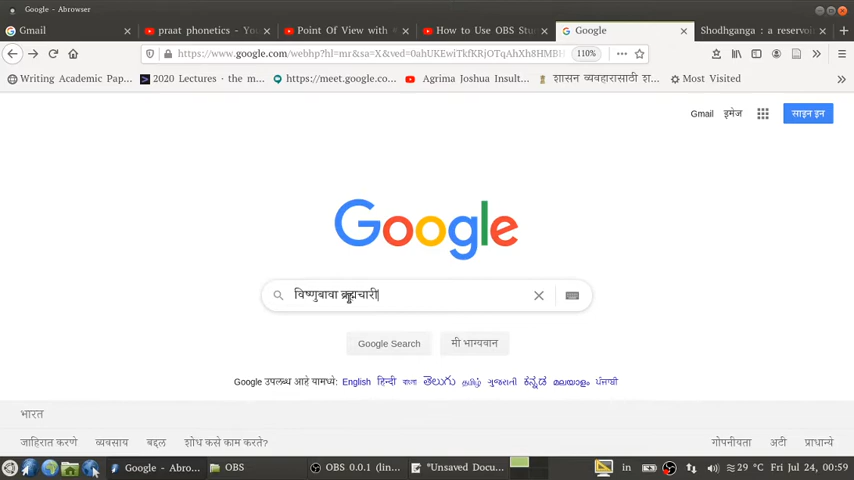 Google - Abrowser
Gmail
praat phonetics - Yo
Point Of View with
How to Use OBS Stu
Google
Shodhganga : a reservoi
https://www.google.com/webhp?hl=mr&sa=X&ved=0ahUKEwiTkfKRjOTqAhXh8HMBH
110%
Writing Academic Pap…
2020 Lectures · the m…
https://meet.google.co…
Agrima Joshua Insult…
शासन व्यवहारासाठी श…
Most Visited
Gmail इमेज साइन इन
Google
विष्णुबावा ब्रह्मचारी
Google Search मी भाग्यवान
Google उपलब्ध आहे यामध्ये: English हिन्दी বাংলা తెలుగు தமிழ் ગુજરાતી ಕನ್ನಡ മലയാളം ਪੰਜਾਬੀ
भारत
जाहिरात करणे व्यवसाय बद्दल शोध कसे काम करते? गोपनीयता अटी प्राधान्ये
Google - Abro... OBS OBS 0.0.1 (lin... *Unsaved Docu... in 29 °C Fri Jul 24, 00:59